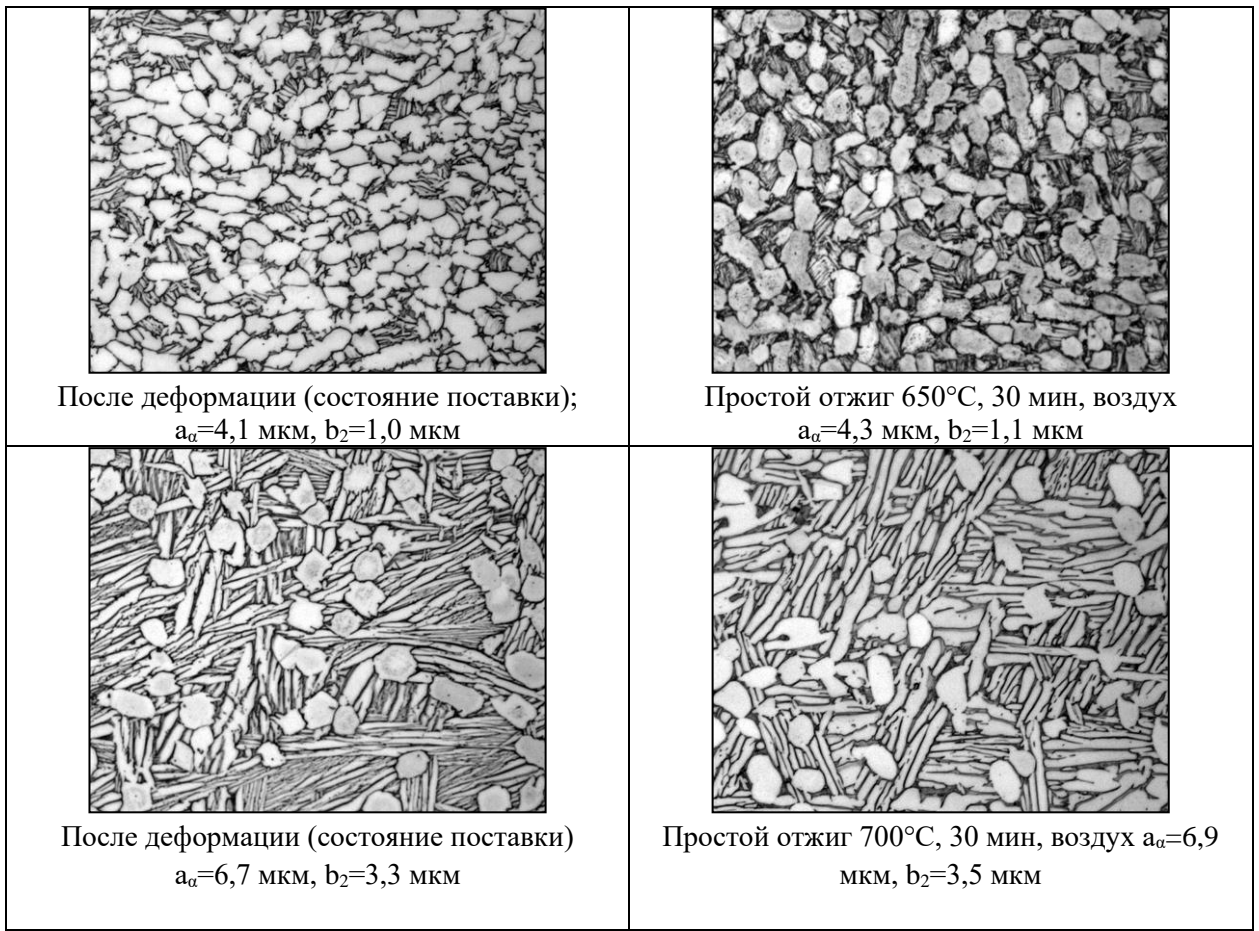 После деформации (состояние поставки);
aα=4,1 мкм, b2=1,0 мкм
Простой отжиг 650°С, 30 мин, воздух
aα=4,3 мкм, b2=1,1 мкм
После деформации (состояние поставки)
aα=6,7 мкм, b2=3,3 мкм
Простой отжиг 700°С, 30 мин, воздух aα=6,9
мкм, b2=3,5 мкм